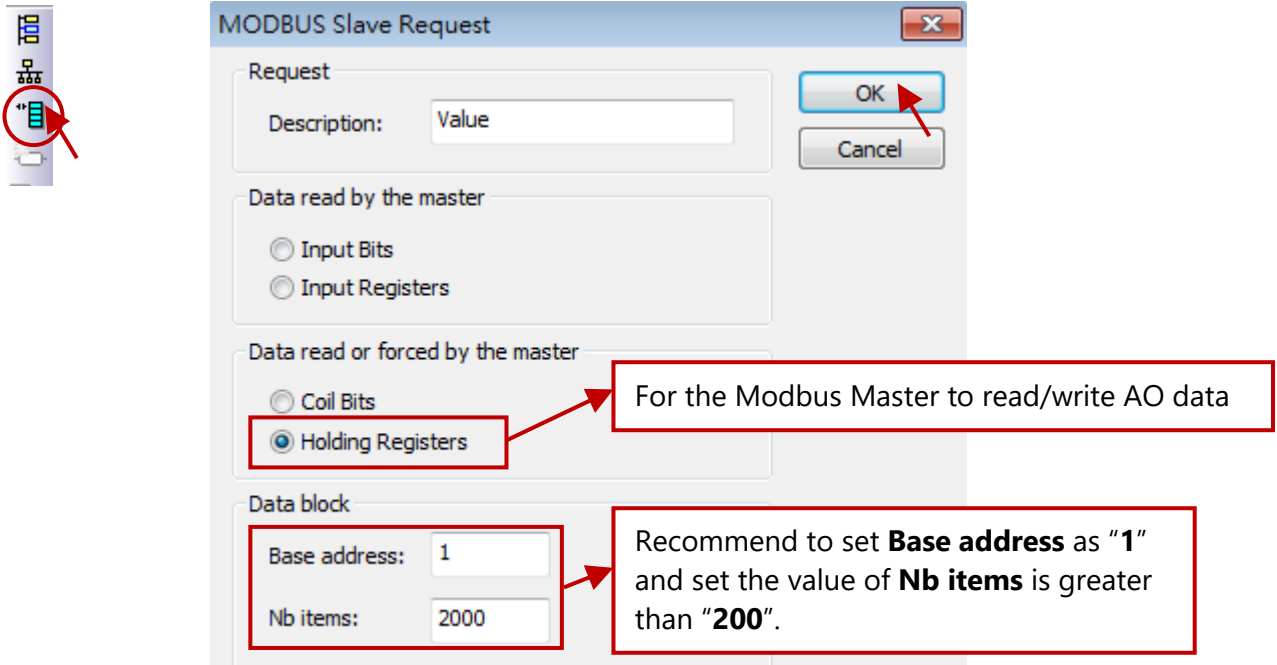 MODBUS Slave Request
Request
Description:
Value
OK
Cancel
Data read by the master
Input Bits
Input Registers
Data read or forced by the master
Coil Bits
Holding Registers
For the Modbus Master to read/write AO data
Data block
Base address:
1
Nb items:
2000
Recommend to set Base address as “1”
and set the value of Nb items is greater
than “200”.